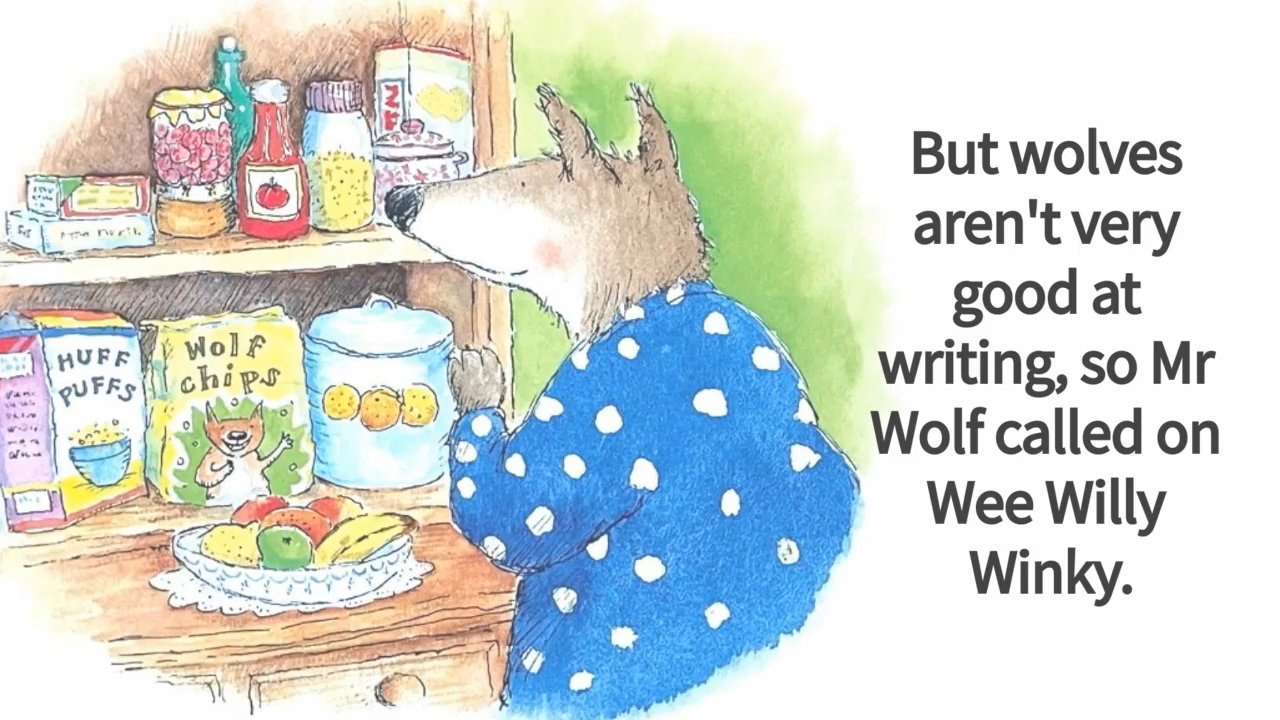 HUFF
PUFFS
Wolf
chips
But wolves
aren't very
good at
writing, so Mr
Wolf called on
Wee Willy
Winky.